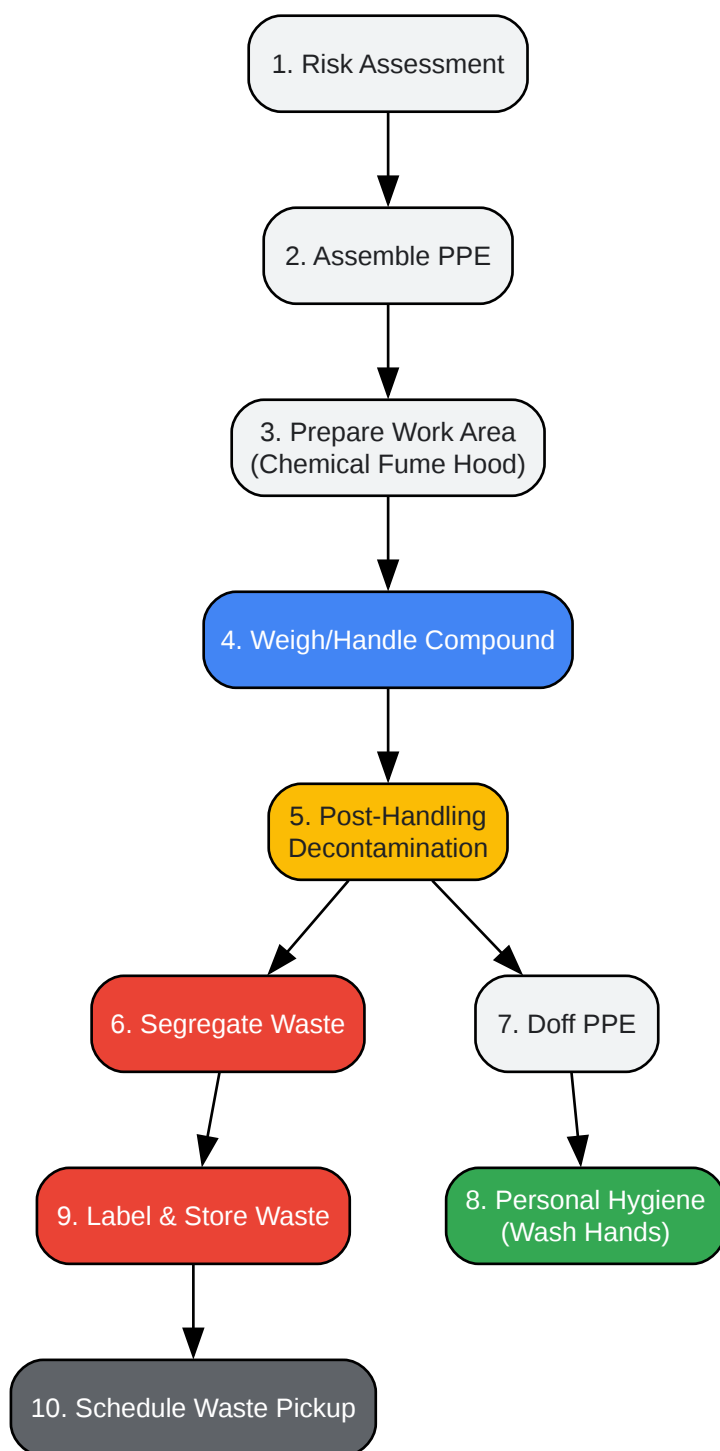 1. Risk Assessment
2. Assemble PPE
3. Prepare Work Area
(Chemical Fume Hood)
4. Weigh/Handle Compound
5. Post-Handling
Decontamination
6. Segregate Waste
7. Doff PPE
9. Label & Store Waste
8. Personal Hygiene
(Wash Hands)
10. Schedule Waste Pickup